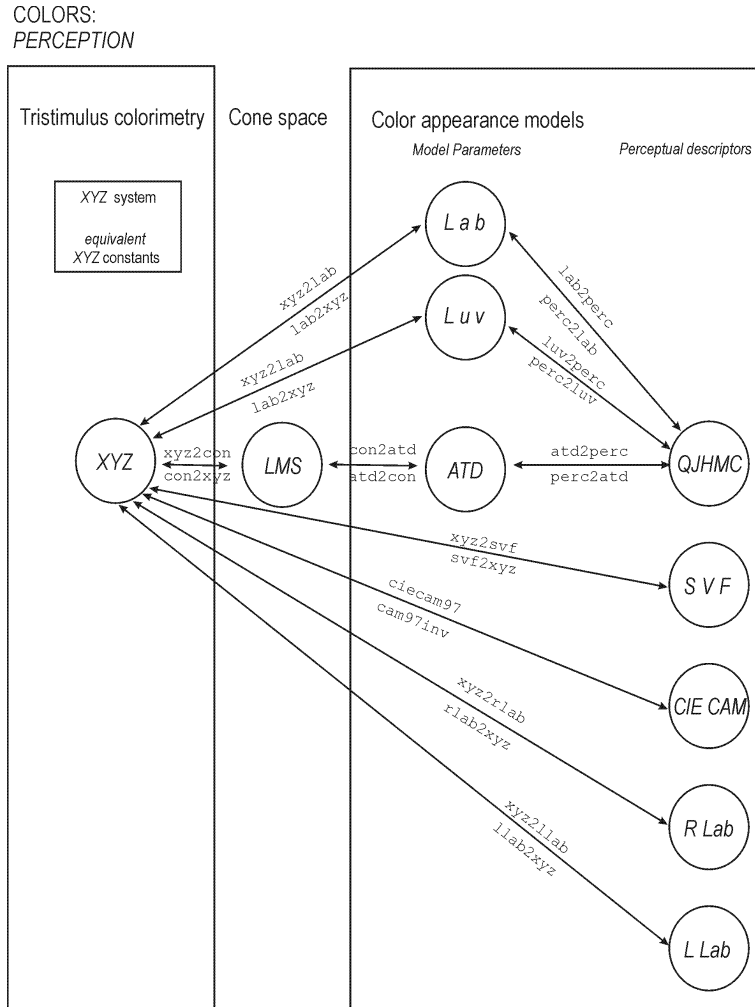 COLORS:
PERCEPTION
Tristimulus colorimetry
Cone space
Color appearance models
Model Parameters
Perceptual descriptors
XYZ system
equivalent
XYZ constants
L a b
xyz2lab
lab2xyz
lab2perc
perc2lab
L u v
xyz2lab
lab2xyz
luv2perc
perc2luv
XYZ
xyz2con
con2xyz
LMS
con2atd
atd2con
ATD
atd2perc
perc2atd
QJHMC
xyz2svf
svf2xyz
S V F
ciecam97
cam97inv
CIE CAM
xyz2rlab
rlab2xyz
R Lab
xyz2llab
llab2xyz
L Lab